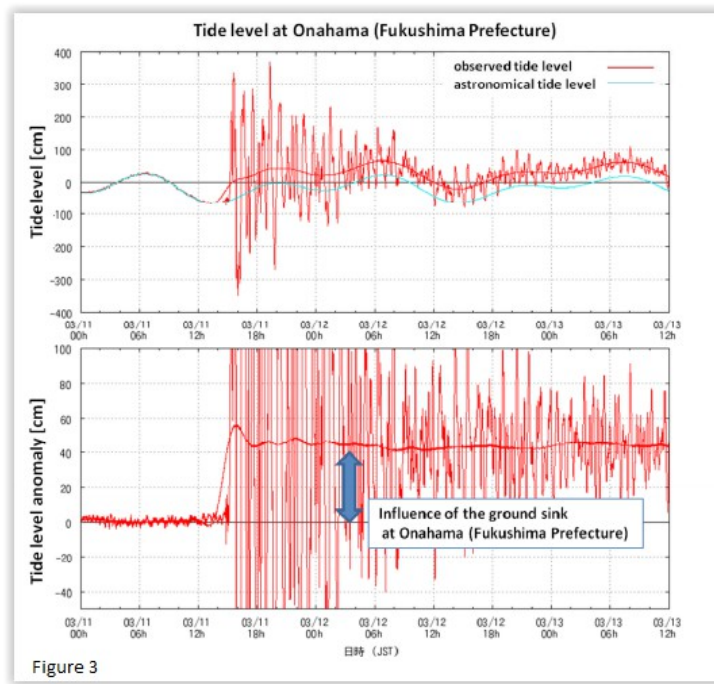 Tide level at Onahama (Fukushima Prefecture)
observed tide level
astronomical tide level
Tide level [cm]
400
300
200
100
0
-100
-200
-300
-400
03/11 03/11 03/11 03/11 03/12 03/12 03/12 03/12 03/13 03/13 03/13
00h 06h 12h 18h 00h 06h 12h 18h 00h 06h 12h
Tide level anomaly [cm]
100
80
60
40
20
0
-20
-40
Influence of the ground sink
at Onahama (Fukushima Prefecture)
03/11 03/11 03/11 03/11 03/12 03/12 03/12 03/12 03/13 03/13 03/13
00h 06h 12h 18h 00h 06h 12h 18h 00h 06h 12h
日時 (JST)
Figure 3